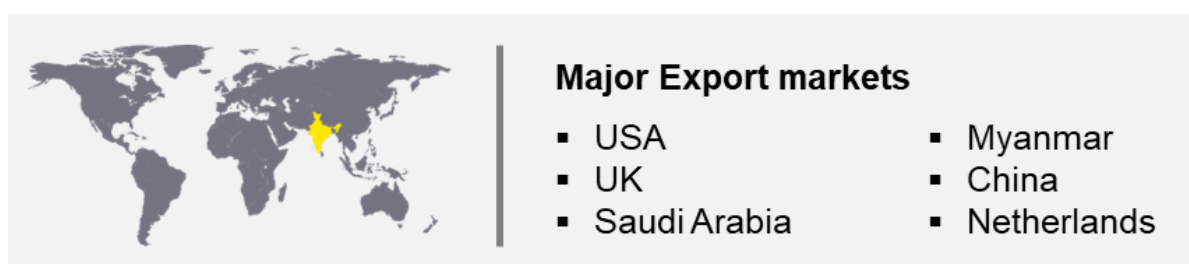 Major Export markets
▪ USA
▪ UK
▪ Saudi Arabia
▪ Myanmar
▪ China
▪ Netherlands